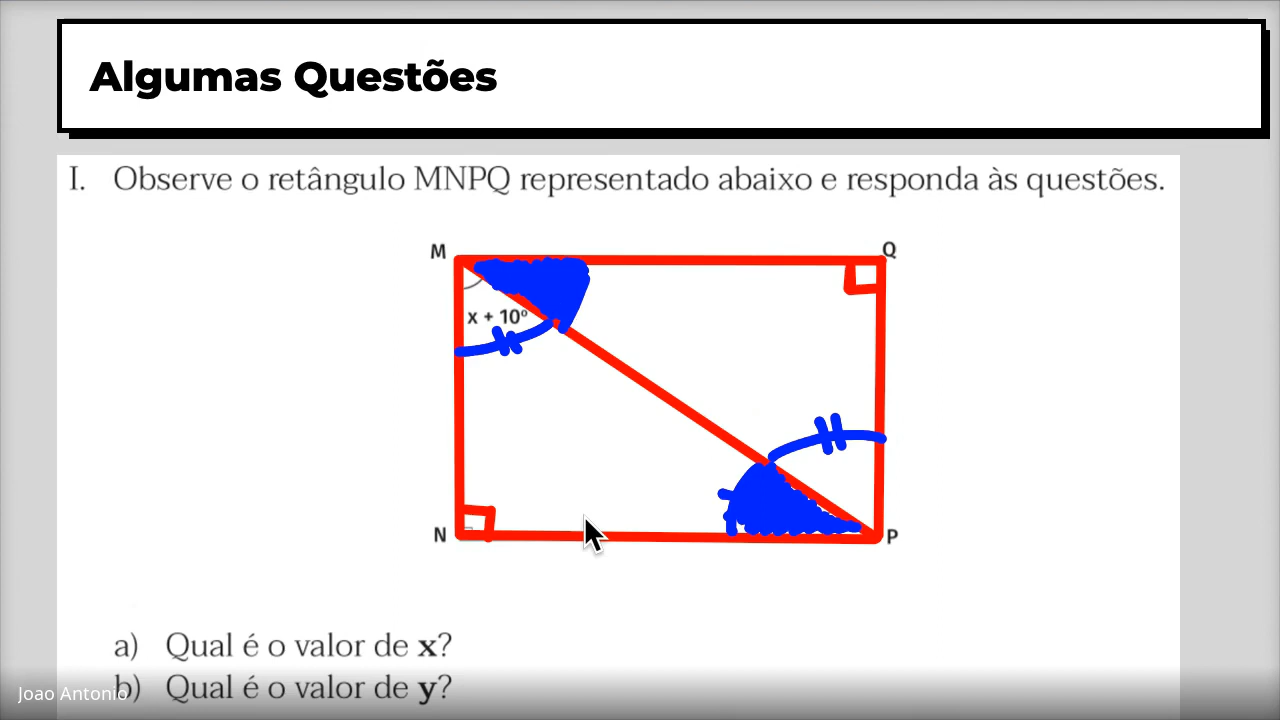 Algumas Questões
I. Observe o retângulo MNPQ representado abaixo e responda às questões.
M
Q
x + 10º
N
P
a) Qual é o valor de x?
b) Qual é o valor de y?
Joao Antonio